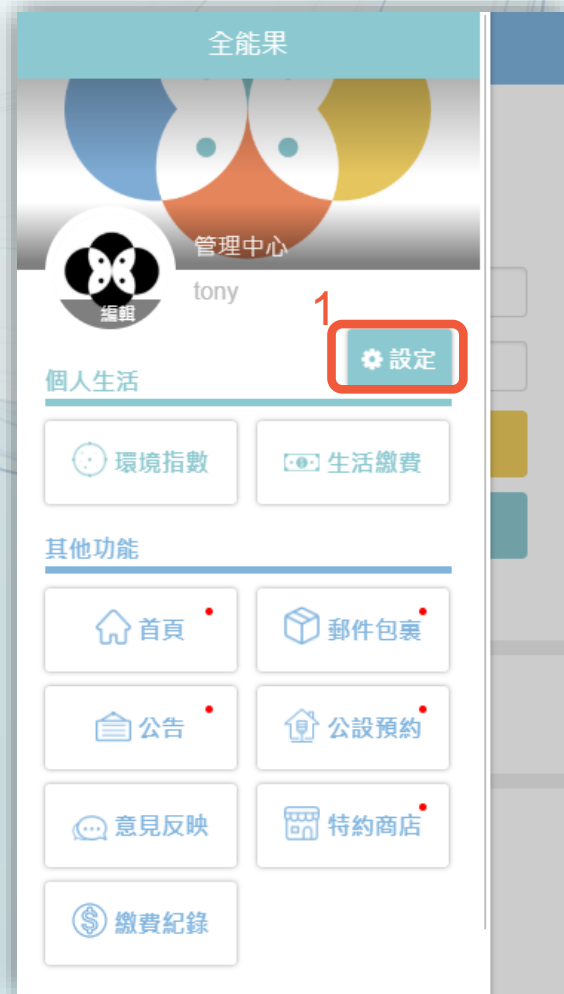 全能果
管理中心
tony
編輯
1
設定
個人生活
環境指數
生活繳費
其他功能
首頁
郵件包裹
公告
公設預約
意見反映
特約商店
繳費紀錄